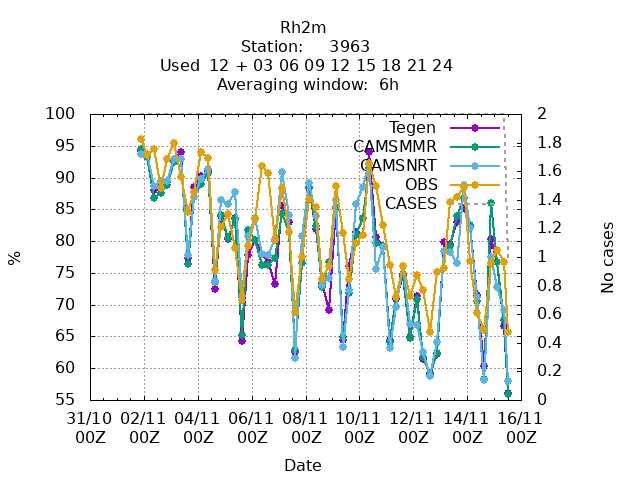 Rh2m
Station:     3963
Used  12 + 03 06 09 12 15 18 21 24
Averaging window:  6h
100
95
90
85
80
75
70
65
60
55
%
2
1.8
1.6
1.4
1.2
1
0.8
0.6
0.4
0.2
0
No cases
Tegen
CAMSMMR
CAMSNRT
OBS
CASES
31/10 02/11 04/11 06/11 08/11 10/11 12/11 14/11 16/11
00Z 00Z 00Z 00Z 00Z 00Z 00Z 00Z 00Z
Date